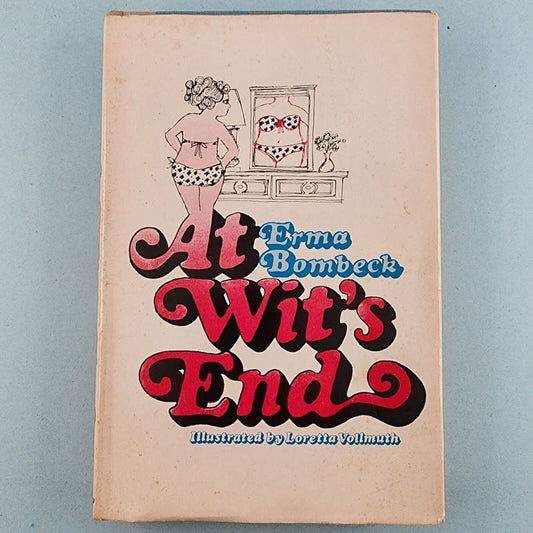 At
Erma
Bombeck
Wit's
End
Illustrated by Loretta Vollmuth